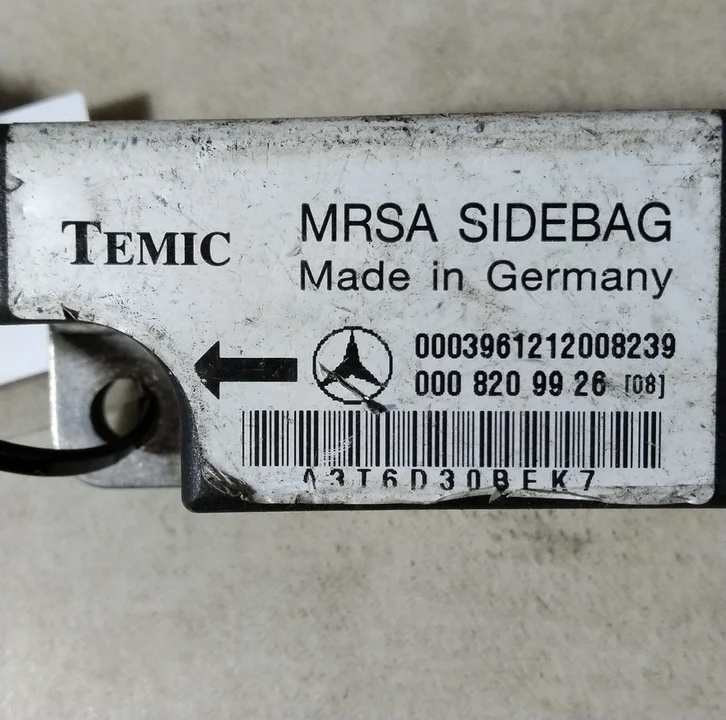 TEMIC
MRSA SIDEBAG
Made in Germany
0003961212008239
000 820 99 26 [08]
A3T6D30BEK7